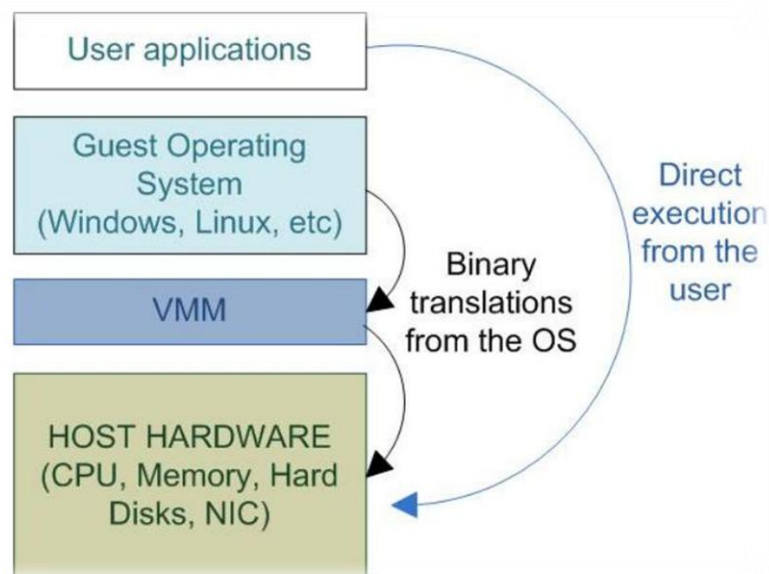 User applications
Guest Operating
System
(Windows, Linux, etc)
VMM
HOST HARDWARE
(CPU, Memory, Hard
Disks, NIC)
Binary
translations
from the OS
Direct
execution
from the
user